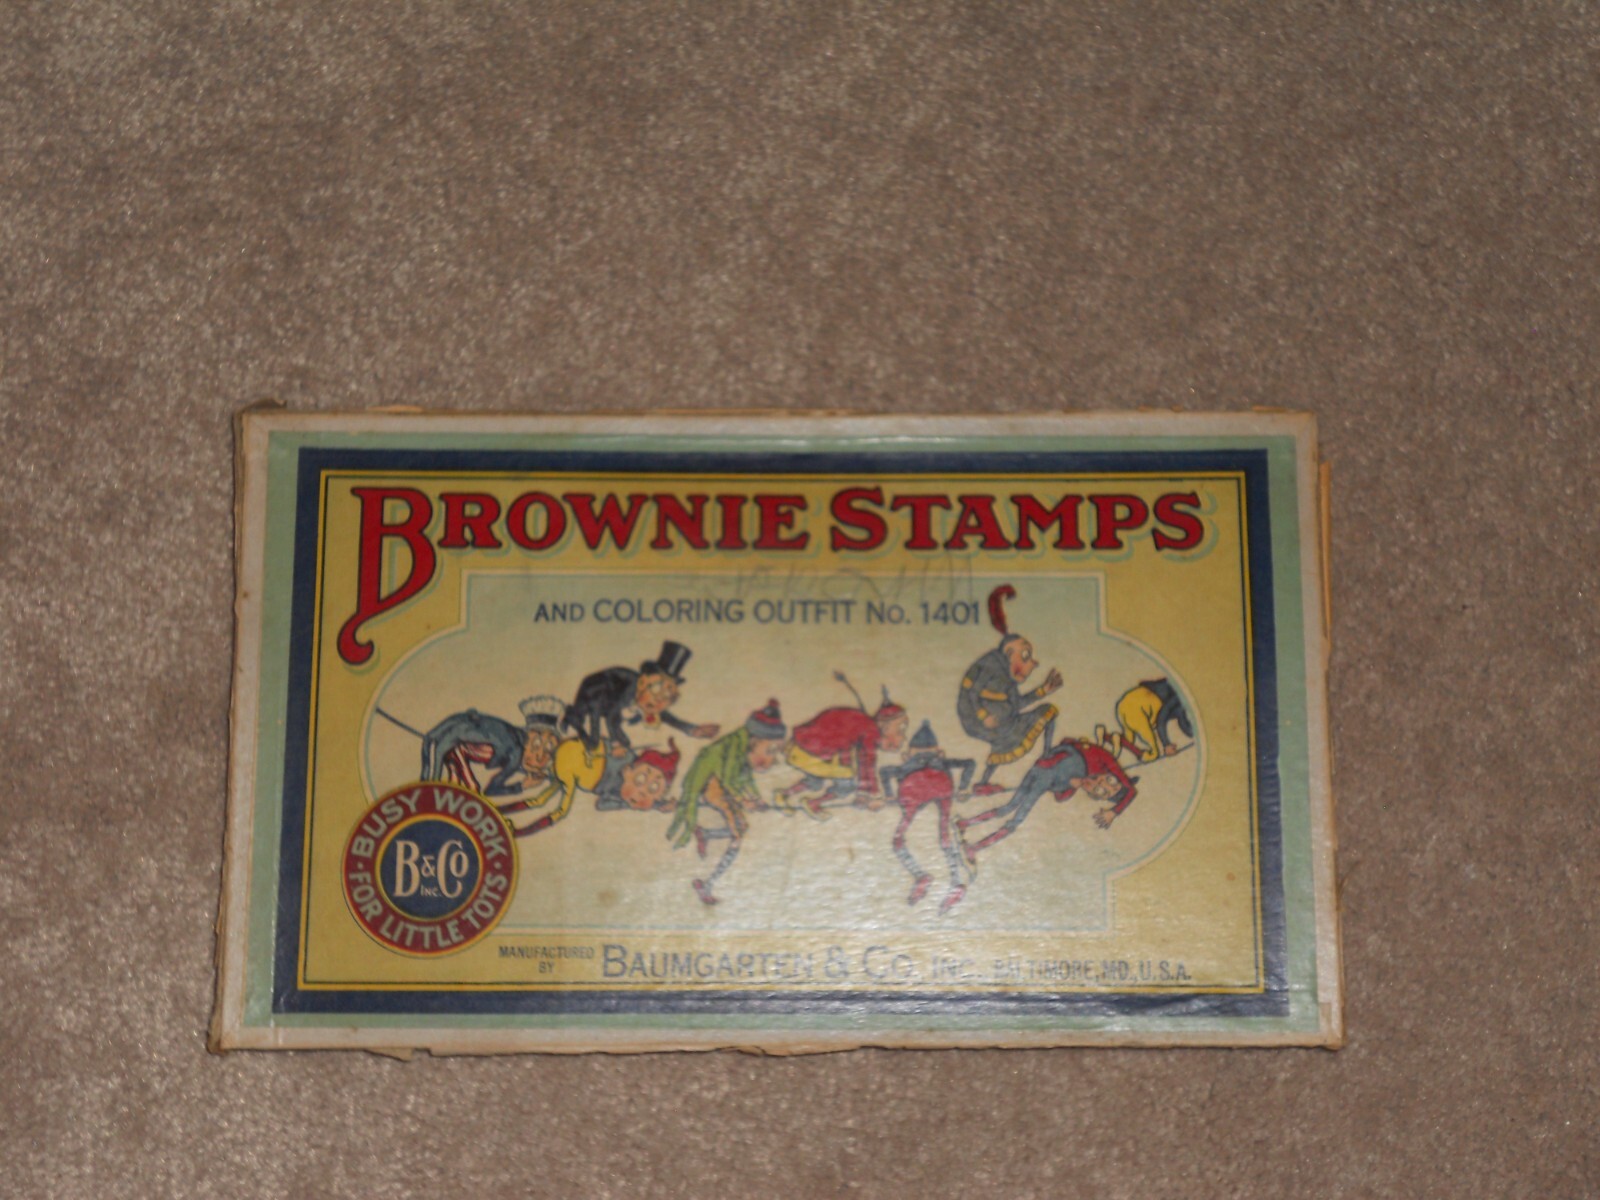 BROWNIE STAMPS
AND COLORING OUTFIT No. 1401
BUSY WORK
FOR LITTLE TOTS
B & Co
INC.
MANUFACTURED
BY
BAUMGARTEN & CO. INC. BALTIMORE, MD., U.S.A.